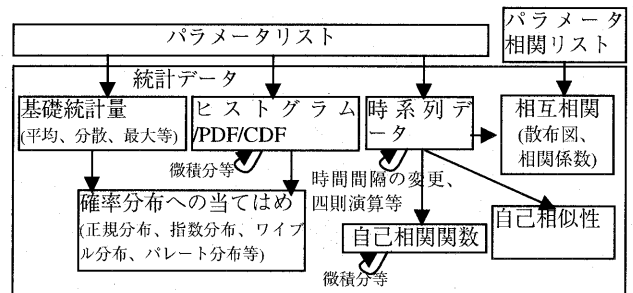 パラメータリスト
パラメータ
相関リスト
統計データ
基礎統計量
(平均、分散、最大等)
ヒストグラム
/PDF/CDF
時系列デ
ータ
相互相関
(散布図、
相関係数)
微積分等
時間間隔の変更、
四則演算等
確率分布への当てはめ
(正規分布、指数分布、ワイブ
ル分布、パレート分布等)
自己相関関数
自己相似性
微積分等